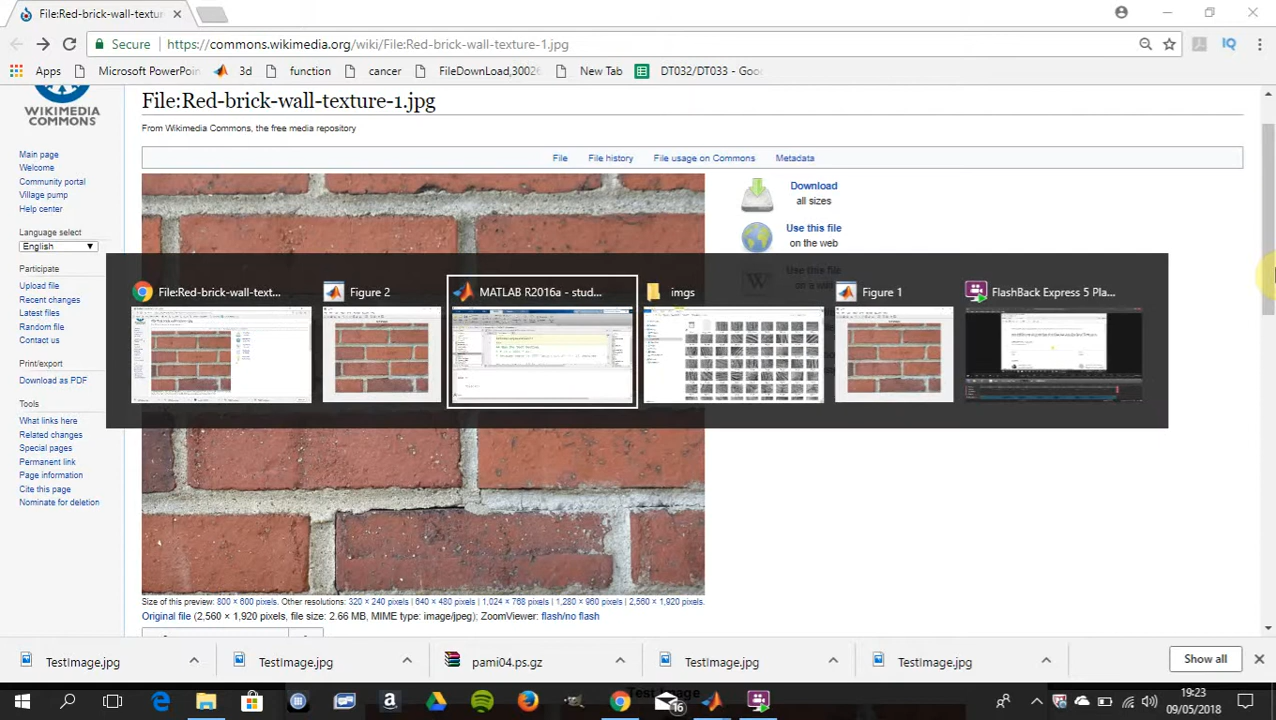 File:Red-brick-wall-textur
Secure https://commons.wikimedia.org/wiki/File:Red-brick-wall-texture-1.jpg
Apps Microsoft PowerPoin 3d function cancer FileDownLoad,30026 New Tab DT032/DT033 - Goo
WIKIMEDIA
COMMONS
Main page
Welcome
Community portal
Village pump
Help center
Language select
English
Participate
Upload file
Recent changes
Latest files
Random file
Contact us
Print/export
Download as PDF
Tools
What links here
Related changes
Special pages
Permanent link
Page information
Cite this page
Nominate for deletion
File:Red-brick-wall-texture-1.jpg
From Wikimedia Commons, the free media repository
File File history File usage on Commons Metadata
Download
all sizes
Use this file
on the web
Use this file
on a wi
File:Red-brick-wall-text... Figure 2 MATLAB R2016a - stud... imgs Figure 1 FlashBack Express 5 Pla...
Size of this preview: 800 × 600 pixels. Other resolutions: 320 × 240 pixels | 640 × 480 pixels | 1,024 × 768 pixels | 1,280 × 960 pixels | 2,560 × 1,920 pixels.
Original file (2,560 × 1,920 pixels, file size: 2.66 MB, MIME type: image/jpeg); ZoomViewer: flash/no flash
TestImage.jpg TestImage.jpg pami04.ps.gz TestImage.jpg TestImage.jpg Show all
Test Image
16
19:23
09/05/2018